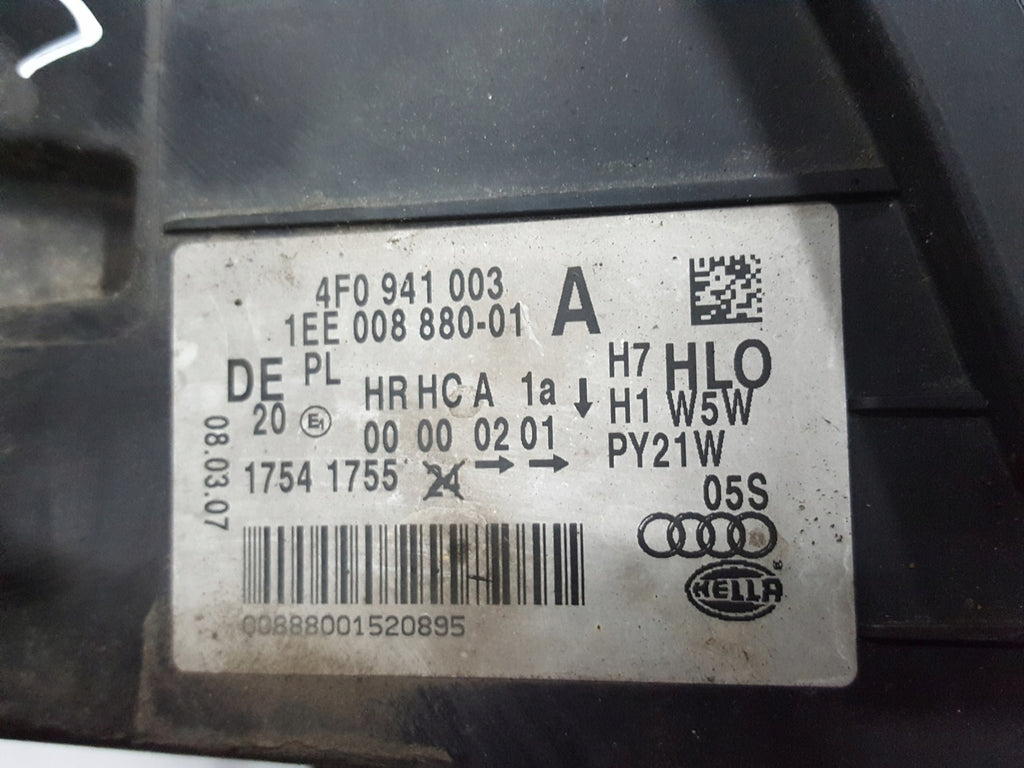 4F0 941 003 A
1EE 008 880-01
DE PL HR HC A 1a H7 HLO
20 E1 00 00 02 01 H1 W5W
1754 1755 24 PY21W
08.03.07
05S
00888001520895
HELLA